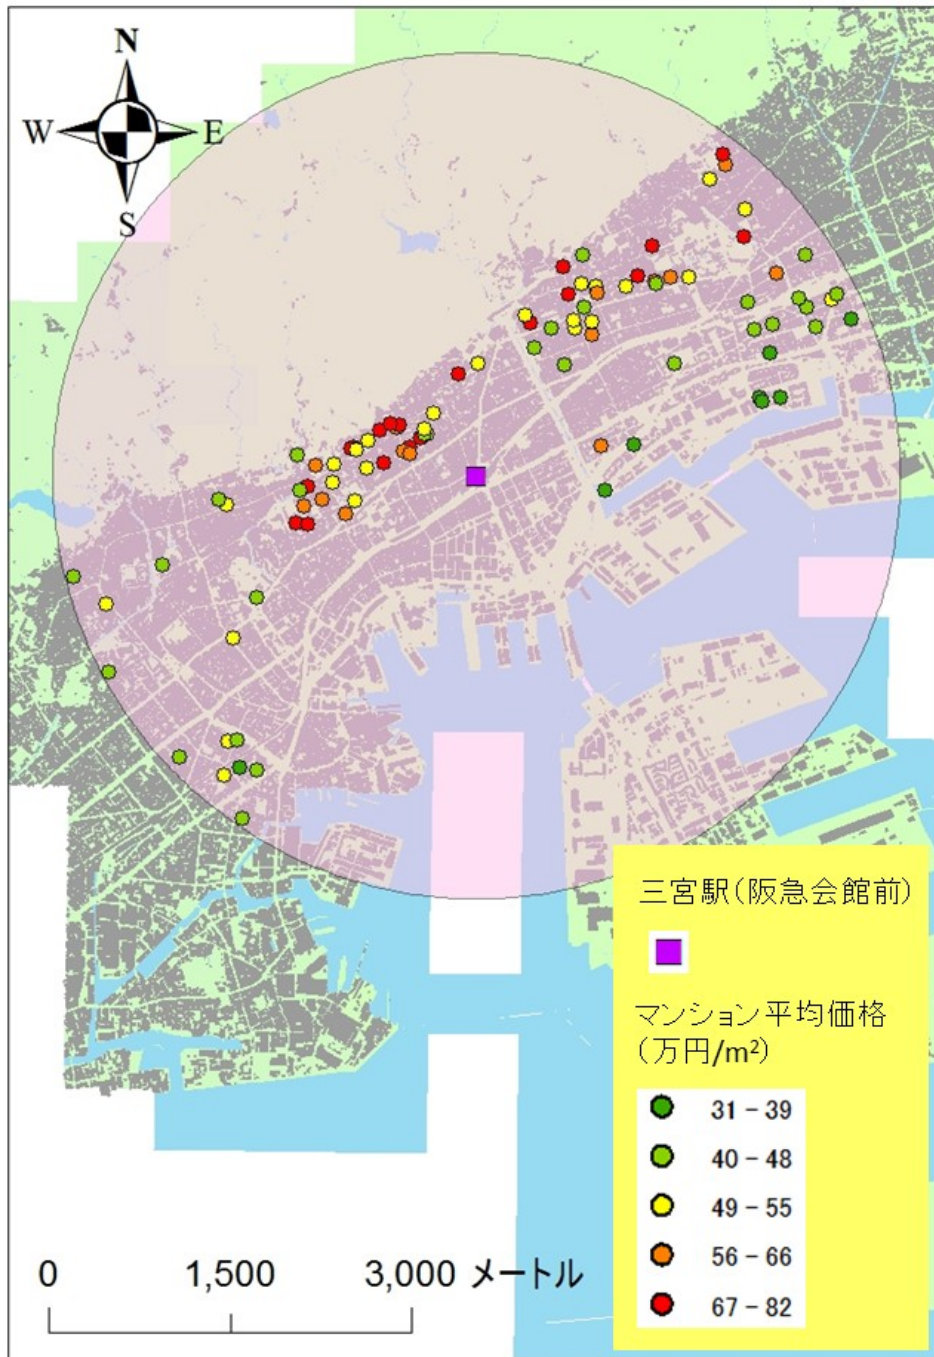 N
W E
S
三宮駅(阪急会館前)
マンション平均価格
(万円/m²)
31 - 39
40 - 48
49 - 55
56 - 66
67 - 82
0 1,500 3,000 メートル